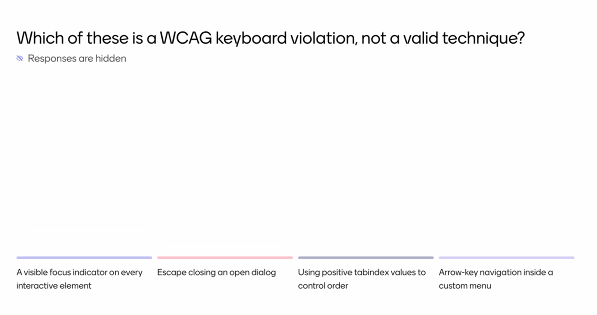 Which of these is a WCAG keyboard violation, not a valid technique?
Responses are hidden
A visible focus indicator on every
interactive element
Escape closing an open dialog
Using positive tabindex values to
control order
Arrow-key navigation inside a
custom menu